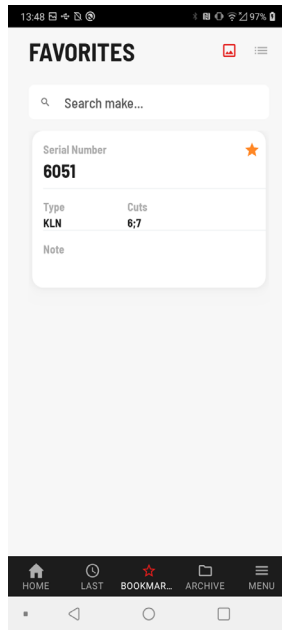 13:48 97%
FAVORITES
Search make...
Serial Number
6051
Type Cuts
KLN 6;7
Note
HOME LAST BOOKMAR... ARCHIVE MENU